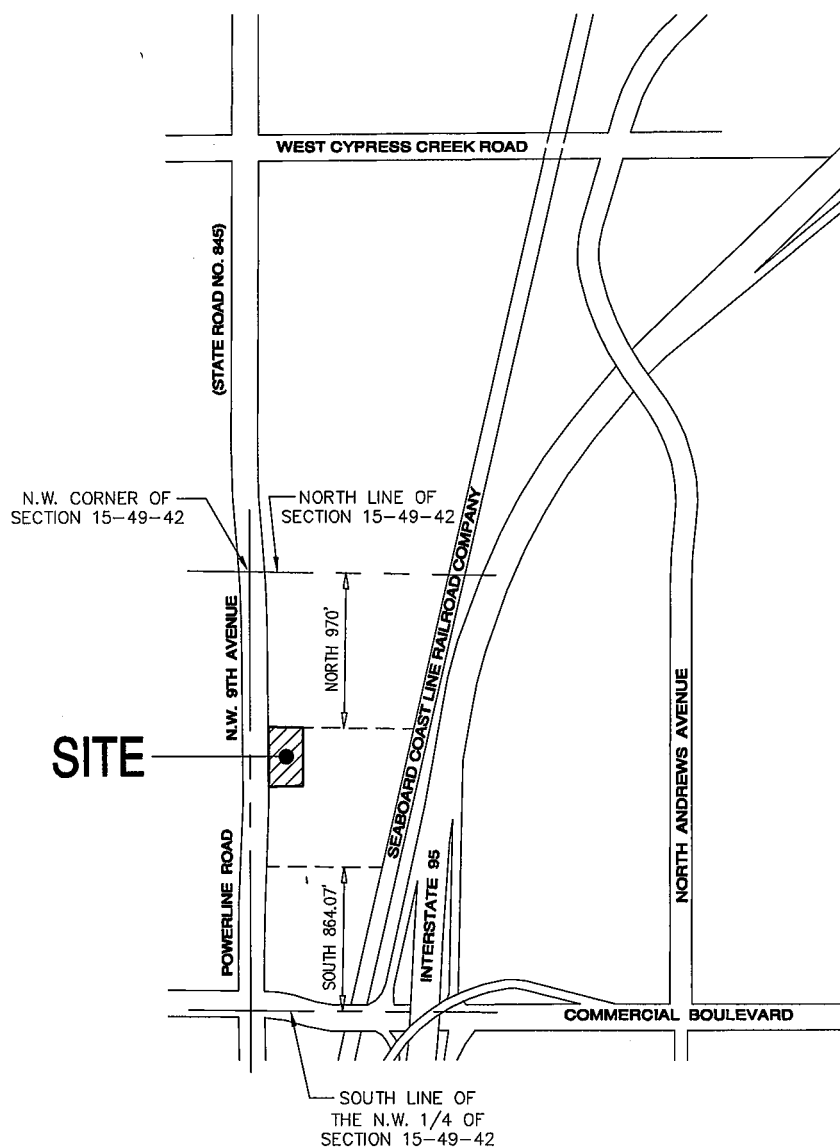 WEST CYPRESS CREEK ROAD
(STATE ROAD NO. 845)
N.W. CORNER OF
SECTION 15-49-42
NORTH LINE OF
SECTION 15-49-42
SEABOARD COAST LINE RAILROAD COMPANY
N.W. 9TH AVENUE
NORTH 970'
SITE
NORTH ANDREWS AVENUE
POWERLINE ROAD
SOUTH 864.07'
INTERSTATE 95
COMMERCIAL BOULEVARD
SOUTH LINE OF
THE N.W. 1/4 OF
SECTION 15-49-42